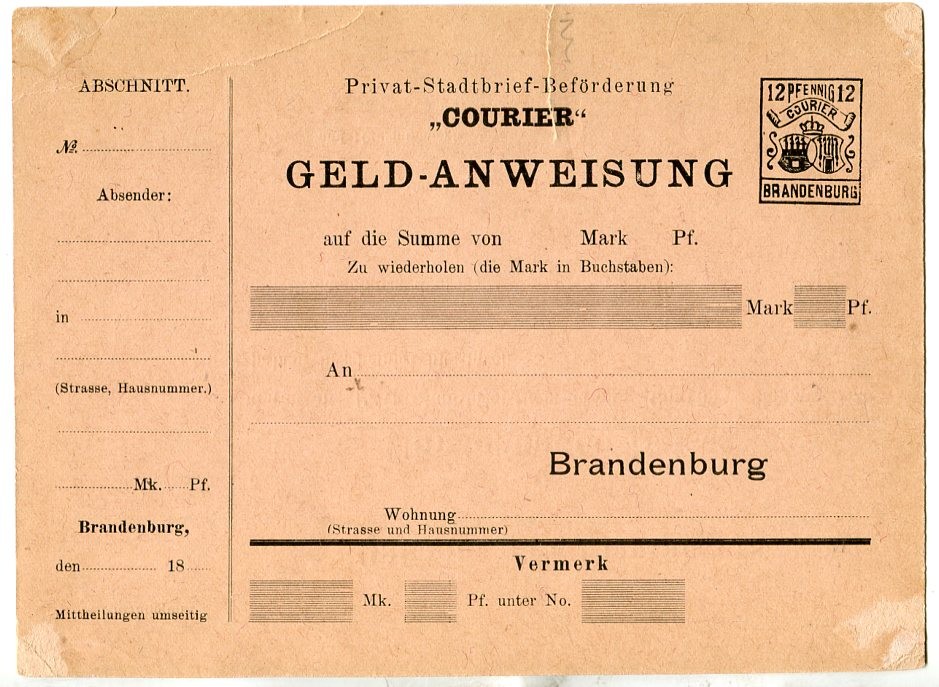 ABSCHNITT.
№
Absender:
in
(Strasse, Hausnummer.)
Mk. Pf.
Brandenburg,
den 18
Mittheilungen umseitig
Privat-Stadtbrief-Beförderung
„COURIER“
GELD-ANWEISUNG
12 PFENNIG 12
COURIER
BRANDENBURG
auf die Summe von Mark Pf.
Zu wiederholen (die Mark in Buchstaben):
Mark Pf.
An
Brandenburg
Wohnung
(Strasse und Hausnummer)
Vermerk
Mk. Pf. unter No.